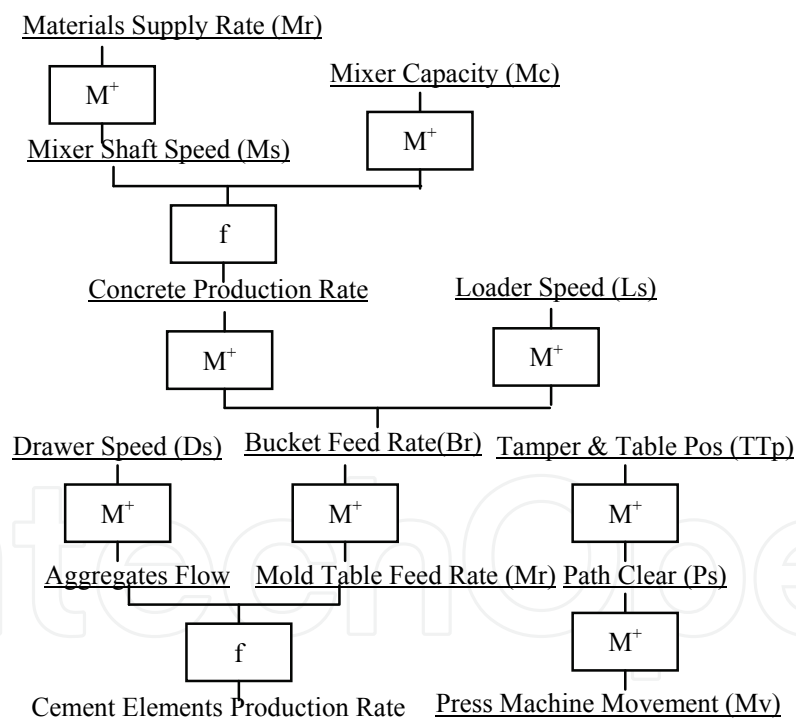 Materials Supply Rate (Mr)
Mixer Capacity (Mc)
M+
M+
Mixer Shaft Speed (Ms)
f
Concrete Production Rate
Loader Speed (Ls)
M+
M+
Drawer Speed (Ds)
Bucket Feed Rate(Br)
Tamper & Table Pos (TTp)
M+
M+
M+
Aggregates Flow
Mold Table Feed Rate (Mr)
Path Clear (Ps)
f
M+
Cement Elements Production Rate
Press Machine Movement (Mv)